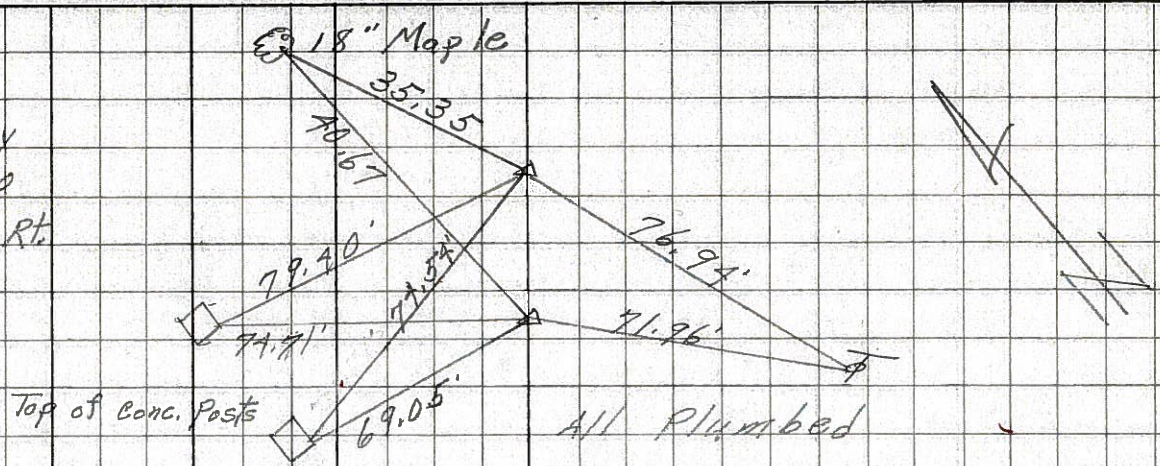 18" Maple
35.35
40.67
Rt.
79.40'
77.54'
76.94'
74.71'
71.96'
Top of Conc. Posts
69.05'
All Plumbed
N